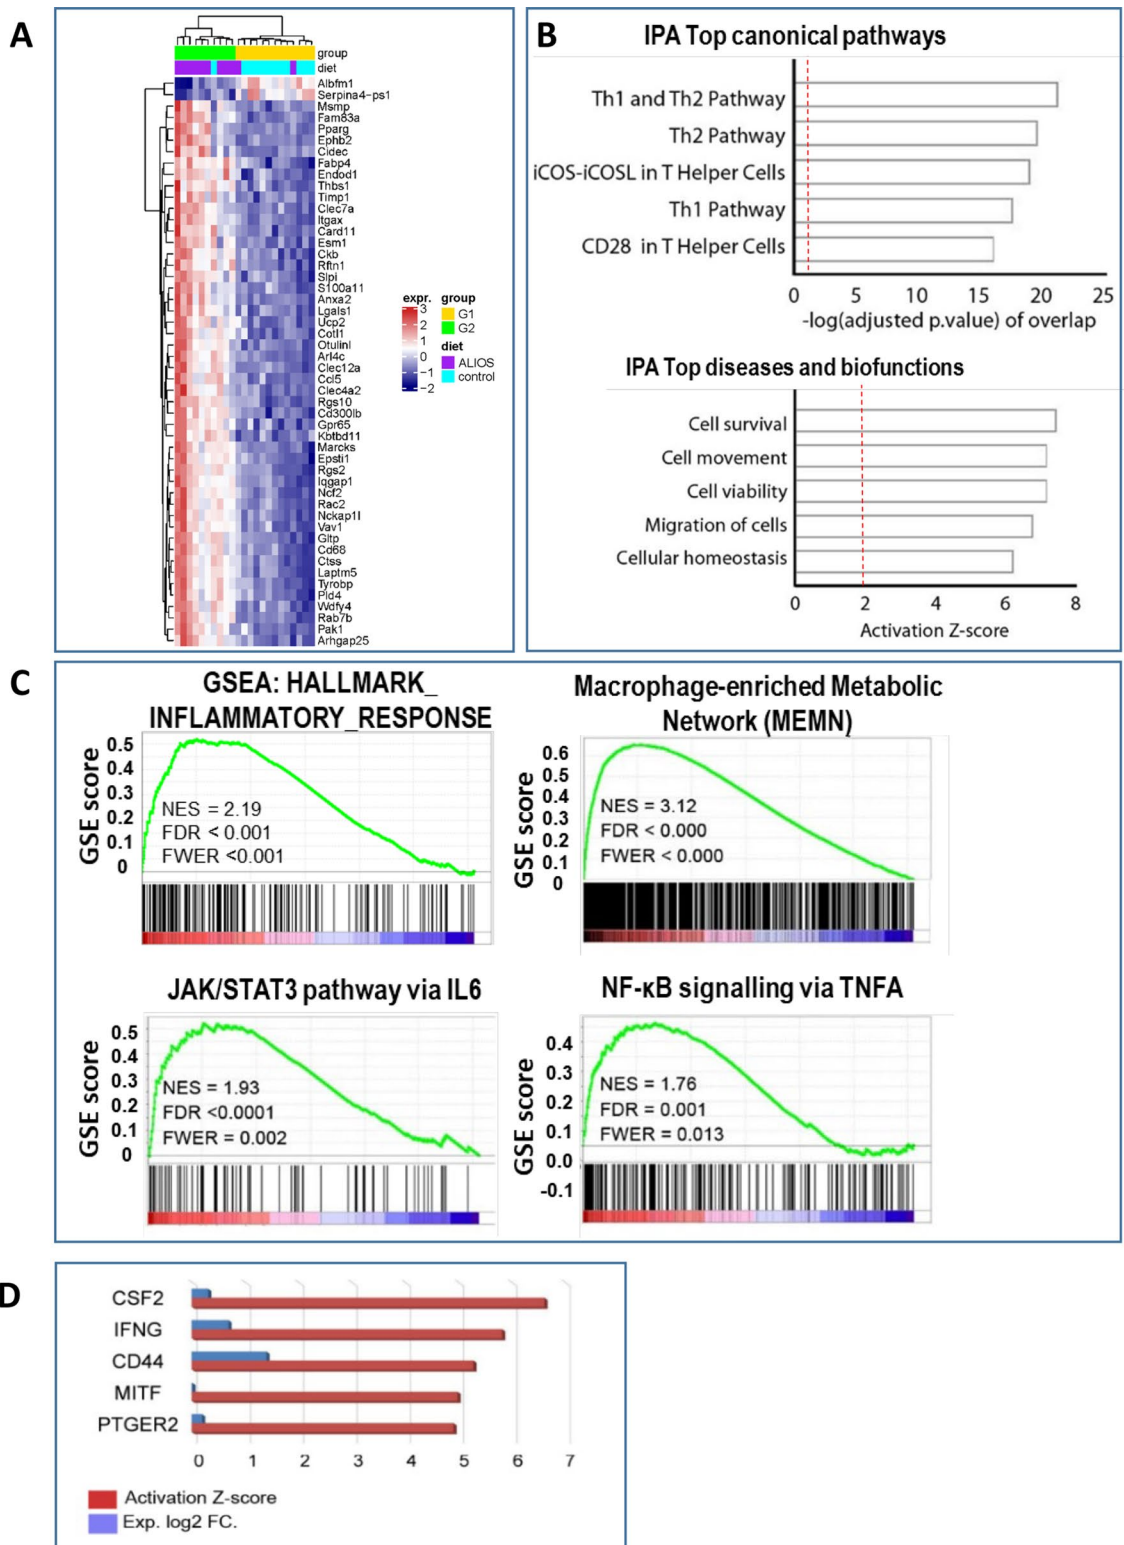 A
group
diet
Albfm1
Serpina4-ps1
Msmp
Fam83a
Pparg
Ephb2
Cidec
Fabp4
Endod1
Thbs1
Timp1
Clec7a
Itgax
Card11
Esm1
Ckb
Rftn1
Slpi
S100a11
Anxa2
Lgals1
Ucp2
Cotl1
Otulinl
Arl4c
Clec12a
Ccl5
Clec4a2
Rgs10
Cd300lb
Gpr65
Kbtbd11
Marcks
Epsti1
Rgs2
Iqgap1
Ncf2
Rac2
Nckap1l
Vav1
Gltp
Cd68
Ctss
Laptm5
Tyrobp
Pld4
Wdfy4
Rab7b
Pak1
Arhgap25
expr.
3
2
1
0
−1
−2
group
G1
G2
diet
ALIOS
control
B
IPA Top canonical pathways
Th1 and Th2 Pathway
Th2 Pathway
iCOS-iCOSL in T Helper Cells
Th1 Pathway
CD28 in T Helper Cells
0 5 10 15 20 25
-log(adjusted p.value) of overlap
IPA Top diseases and biofunctions
Cell survival
Cell movement
Cell viability
Migration of cells
Cellular homeostasis
0 2 4 6 8
Activation Z-score
C
GSEA: HALLMARK_
INFLAMMATORY_RESPONSE
GSE score
0.5
0.4
0.3
0.2
0.1
0
NES = 2.19
FDR < 0.001
FWER <0.001
Macrophage-enriched Metabolic
Network (MEMN)
GSE score
0.6
0.5
0.4
0.3
0.2
0.1
0
NES = 3.12
FDR < 0.000
FWER < 0.000
JAK/STAT3 pathway via IL6
GSE score
0.5
0.4
0.3
0.2
0.1
0
NES = 1.93
FDR <0.0001
FWER = 0.002
NF-κB signalling via TNFA
GSE score
0.4
0.3
0.2
0.1
0.0
-0.1
NES = 1.76
FDR = 0.001
FWER = 0.013
D
CSF2
IFNG
CD44
MITF
PTGER2
0 1 2 3 4 5 6 7
Activation Z-score
Exp. log2 FC.